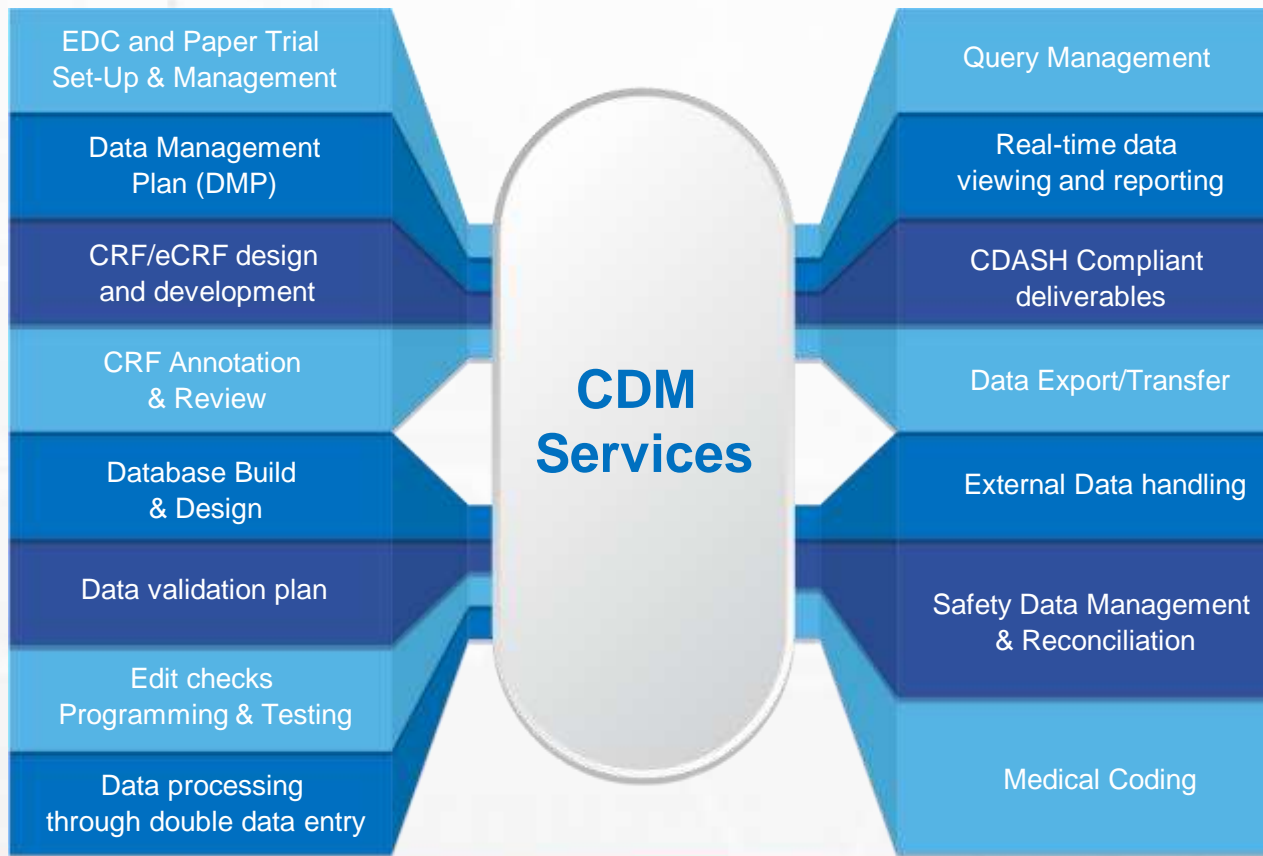 EDC and Paper Trial
Set-Up & Management
Data Management
Plan (DMP)
CRF/eCRF design
and development
CRF Annotation
& Review
Database Build
& Design
Data validation plan
Edit checks
Programming & Testing
Data processing
through double data entry
CDM
Services
Query Management
Real-time data
viewing and reporting
CDASH Compliant
deliverables
Data Export/Transfer
External Data handling
Safety Data Management
& Reconciliation
Medical Coding